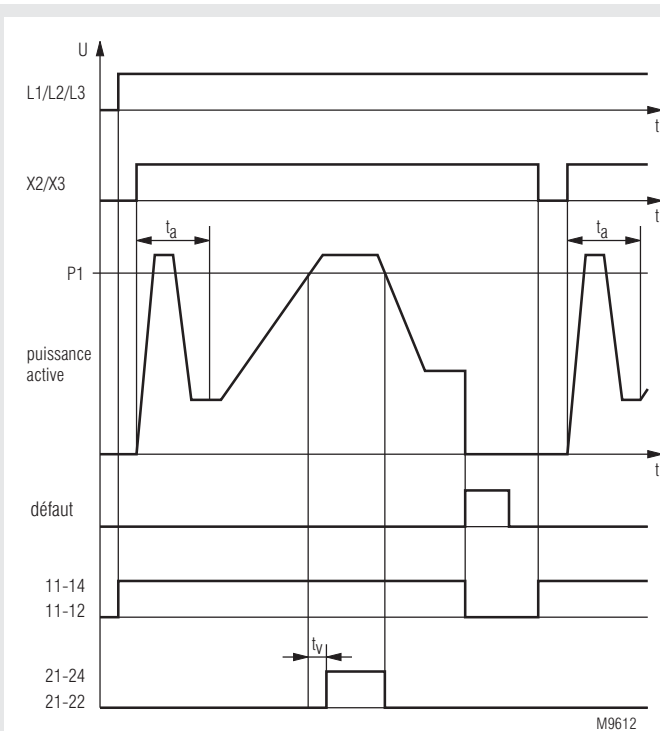 U
L1/L2/L3
t
X2/X3
t
ta
ta
P1
puissance
active
t
défaut
11-14
11-12
tv
21-24
21-22
M9612